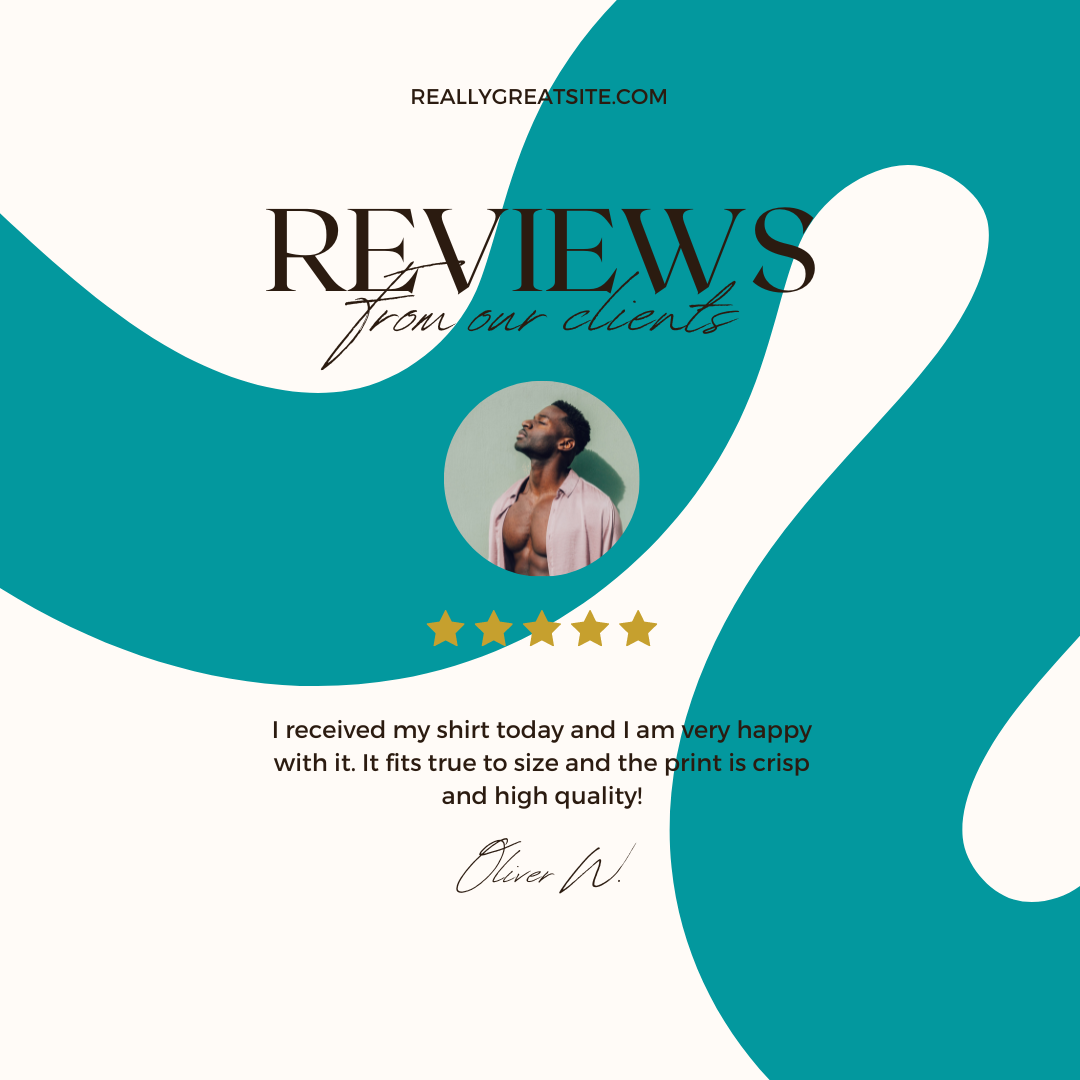 REALLYGREATSITE.COM
REVIEWS
from our clients
I received my shirt today and I am very happy
with it. It fits true to size and the print is crisp
and high quality!
Oliver W.